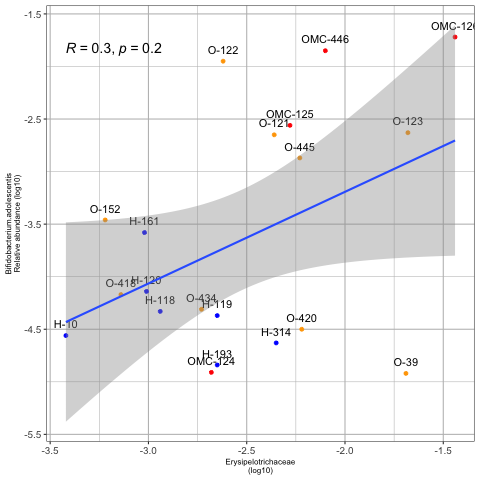 -1.5
-2.5
-3.5
-4.5
-5.5
Bifidobacterium.adolescentis
Relative abundance (log10)
R = 0.3, p = 0.2
OMC-120
OMC-446
O-122
OMC-125
O-121
O-123
O-445
O-152
H-161
O-418
H-120
H-118
O-434
H-119
H-10
O-420
H-314
H-193
OMC-124
O-39
-3.5
-3.0
-2.5
-2.0
-1.5
Erysipelotrichaceae
(log10)